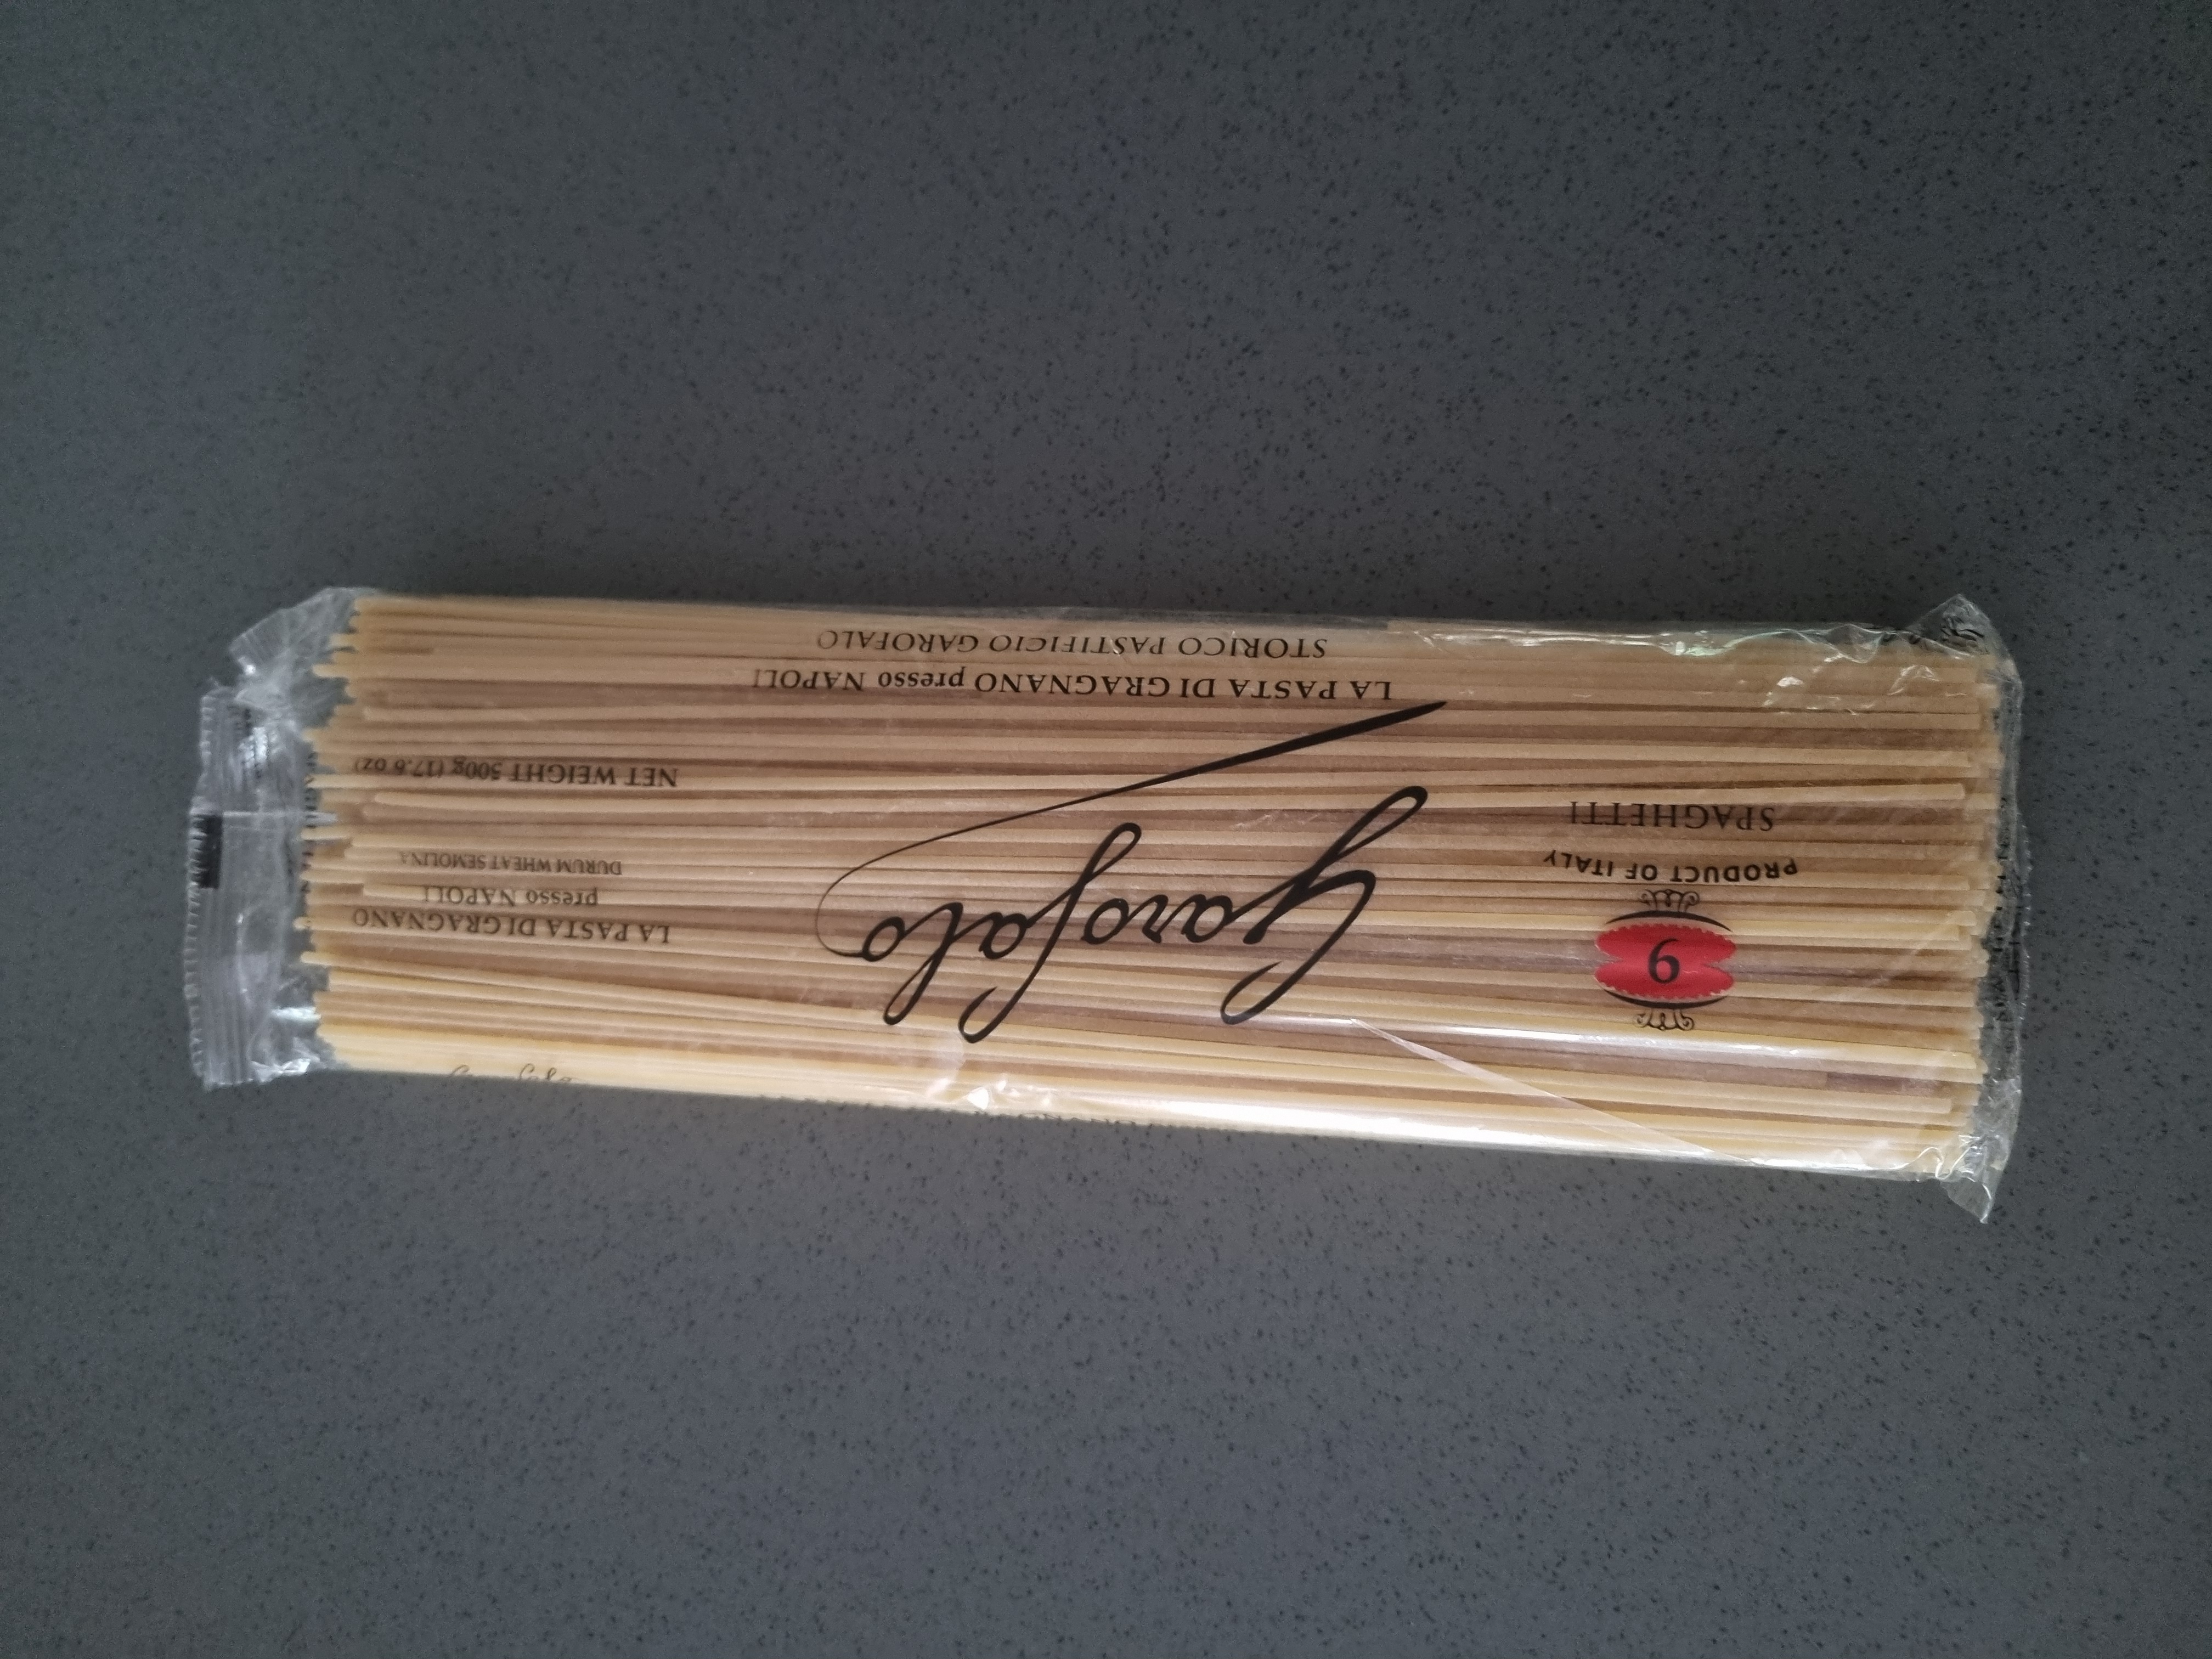 9
PRODUCT OF ITALY
SPAGHETTI
Garofalo
LA PASTA DI GRAGNANO
presso NAPOLI
DURUM WHEAT SEMOLINA
NET WEIGHT 500g (17.6 oz)
LA PASTA DI GRAGNANO presso NAPOLI
STORICO PASTIFICIO GAROFALO